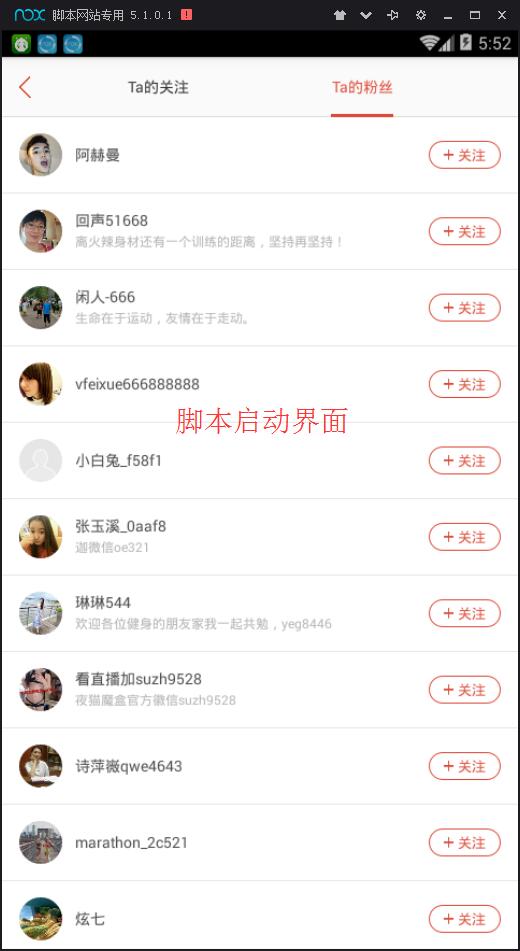 nox 脚本网站专用 5.1.0.1
5:52
Ta的关注 Ta的粉丝
阿赫曼
+ 关注
回声51668
离火辣身材还有一个训练的距离，坚持再坚持！
+ 关注
闲人-666
生命在于运动，友情在于走动。
+ 关注
vfeixue666888888
+ 关注
脚本启动界面
小白兔_f58f1
+ 关注
张玉溪_0aaf8
迦微信oe321
+ 关注
琳琳544
欢迎各位健身的朋友家我一起共勉，yeg8446
+ 关注
看直播加suzh9528
夜猫魔盒官方徽信suzh9528
+ 关注
诗萍薇qwe4643
+ 关注
marathon_2c521
+ 关注
炫七
+ 关注